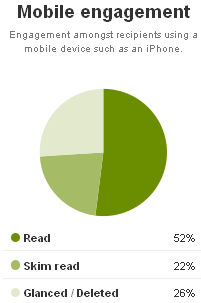 Mobile engagement
Engagement amongst recipients using a
mobile device such as an iPhone.
Read 52%
Skim read 22%
Glanced / Deleted 26%